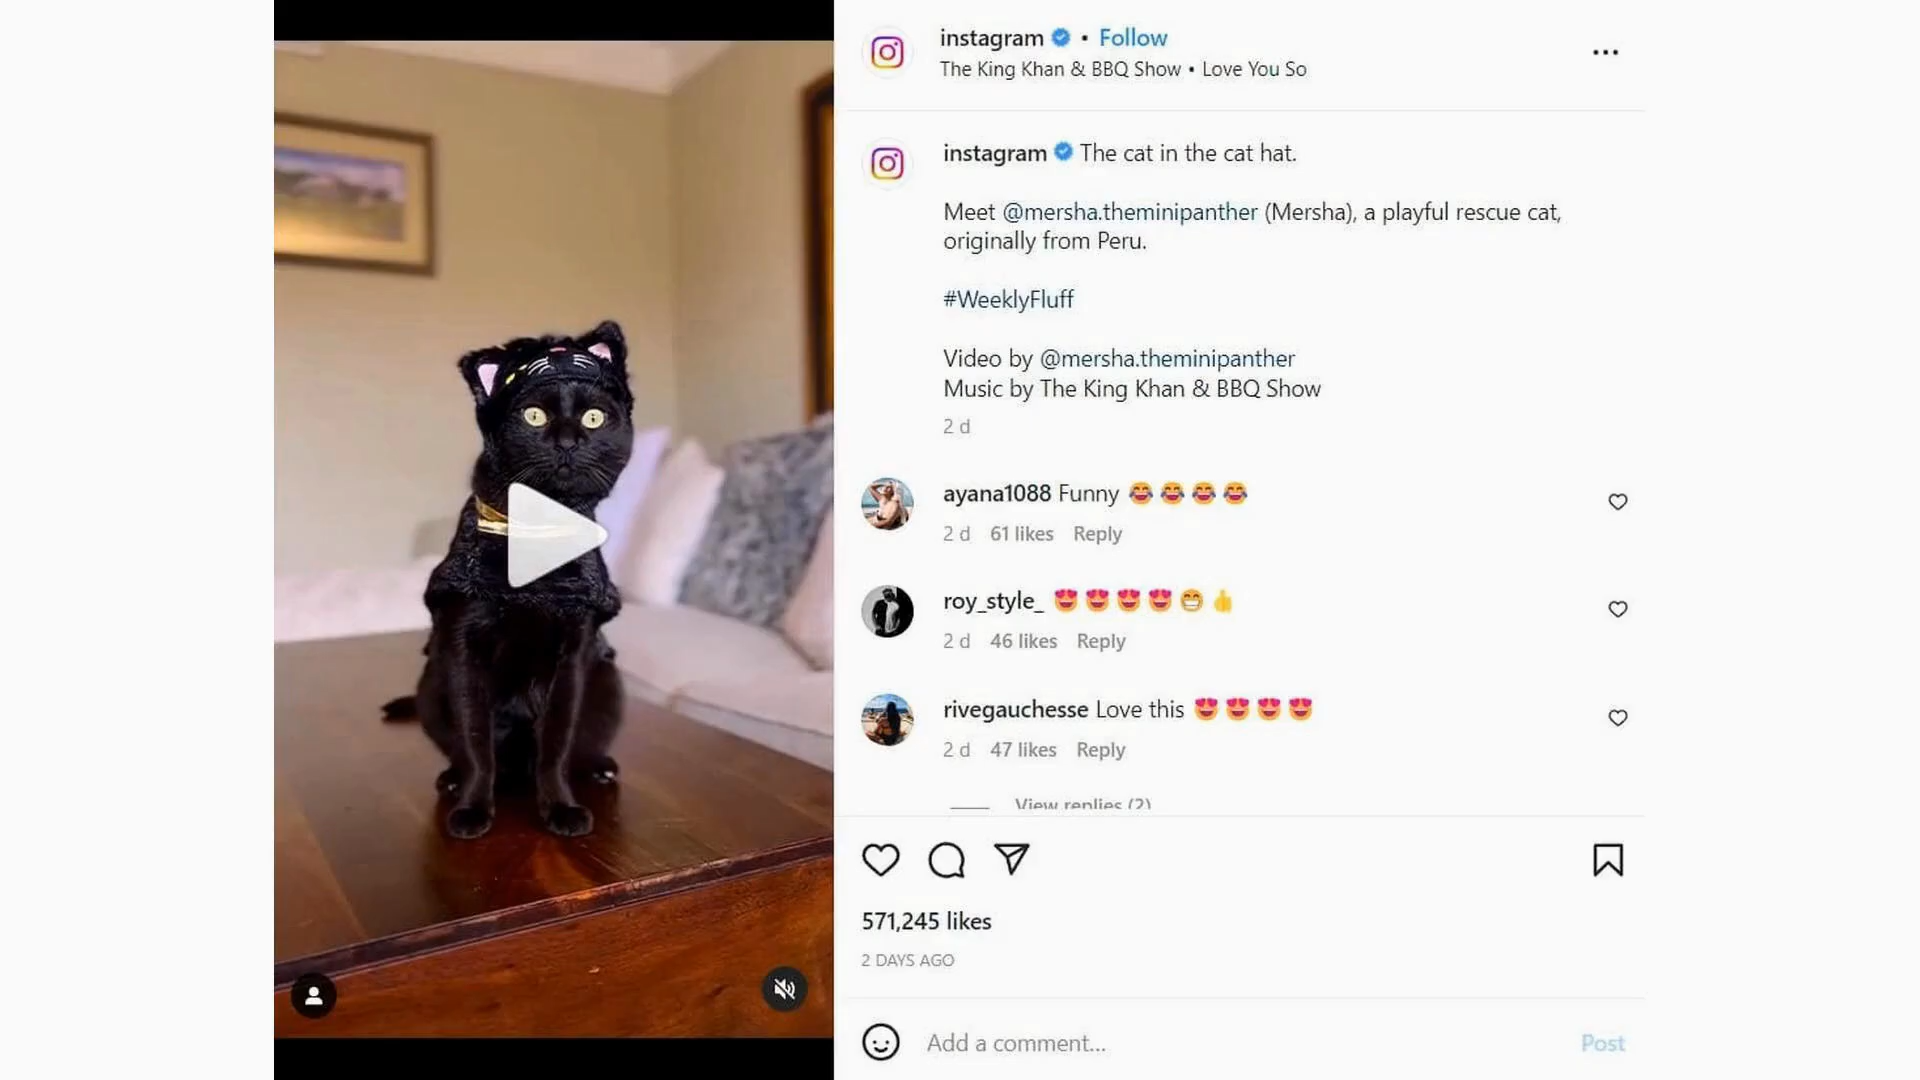 instagram • Follow
The King Khan & BBQ Show • Love You So
instagram The cat in the cat hat.
Meet @mersha.theminipanther (Mersha), a playful rescue cat,
originally from Peru.
#WeeklyFluff
Video by @mersha.theminipanther
Music by The King Khan & BBQ Show
2 d
ayana1088 Funny 😂😂😂😂
2 d 61 likes Reply
roy_style_ 😍😍😍😍😁👍
2 d 46 likes Reply
rivegauchesse Love this 😍😍😍😍
2 d 47 likes Reply
View replies (2)
571,245 likes
2 DAYS AGO
Add a comment...
Post